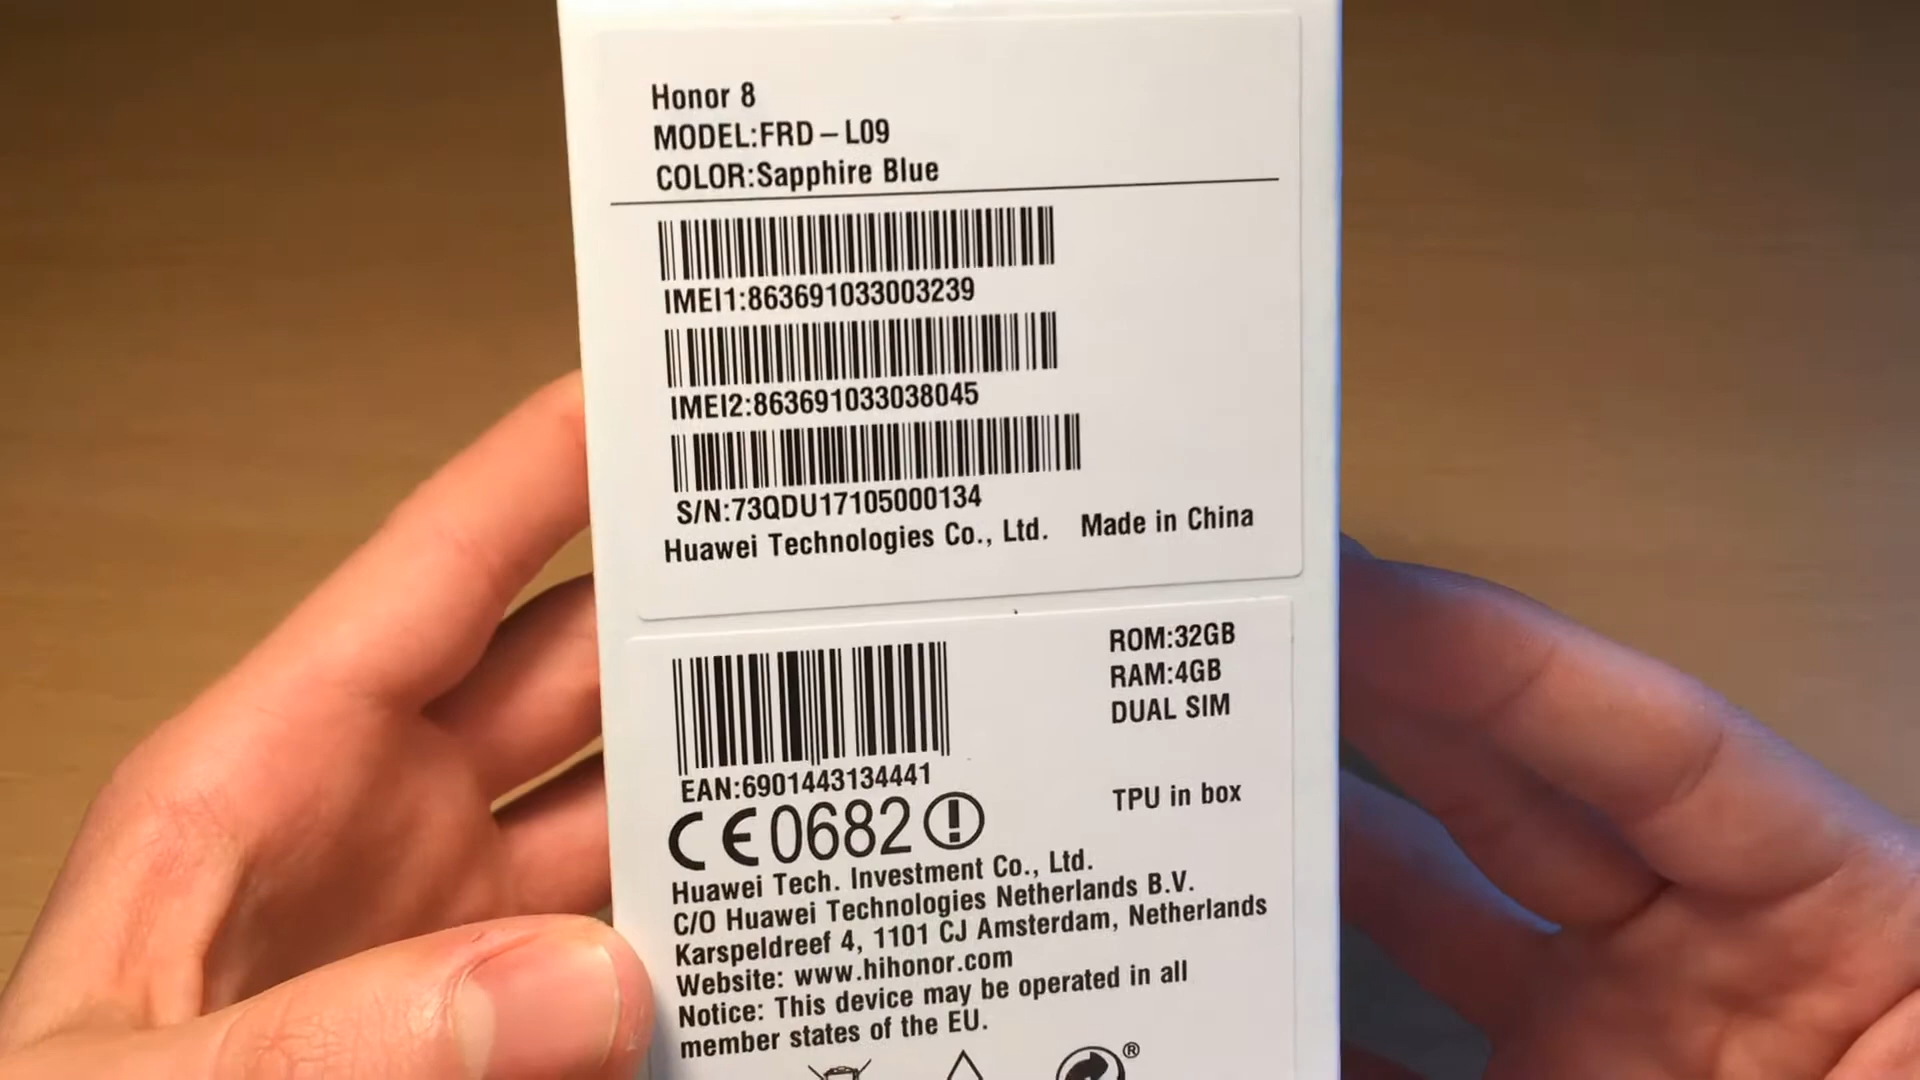 Honor 8
MODEL:FRD – L09
COLOR:Sapphire Blue
IMEI1:863691033003239
IMEI2:863691033038045
S/N:73QDU17105000134
Huawei Technologies Co., Ltd. Made in China
ROM:32GB
RAM:4GB
DUAL SIM
TPU in box
EAN:6901443134441
CE0682
Huawei Tech. Investment Co., Ltd.
C/O Huawei Technologies Netherlands B.V.
Karspeldreef 4, 1101 CJ Amsterdam, Netherlands
Website: www.hihonor.com
Notice: This device may be operated in all
member states of the EU.
®